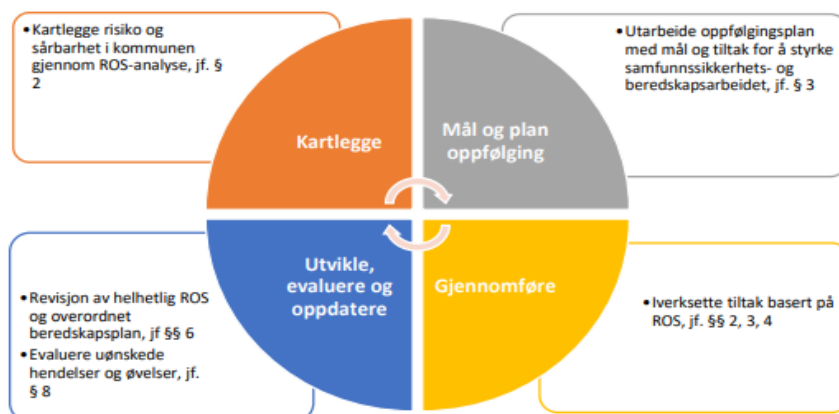 •Kartlegge risiko og
sårbarhet i kommunen
gjennom ROS-analyse, jf. §
2
Kartlegge
Mål og plan
oppfølging
•Utarbeide oppfølgingsplan
med mål og tiltak for å styrke
samfunnssikkerhets- og
beredskapsarbeidet, jf. § 3
•Revisjon av helhetlig ROS
og overordnet
beredskapsplan, jf §§ 6
•Evaluere uønskede
hendelser og øvelser, jf.
§ 8
Utvikle,
evaluere og
oppdatere
Gjennomføre
•Iverksette tiltak basert på
ROS, jf. §§ 2, 3, 4